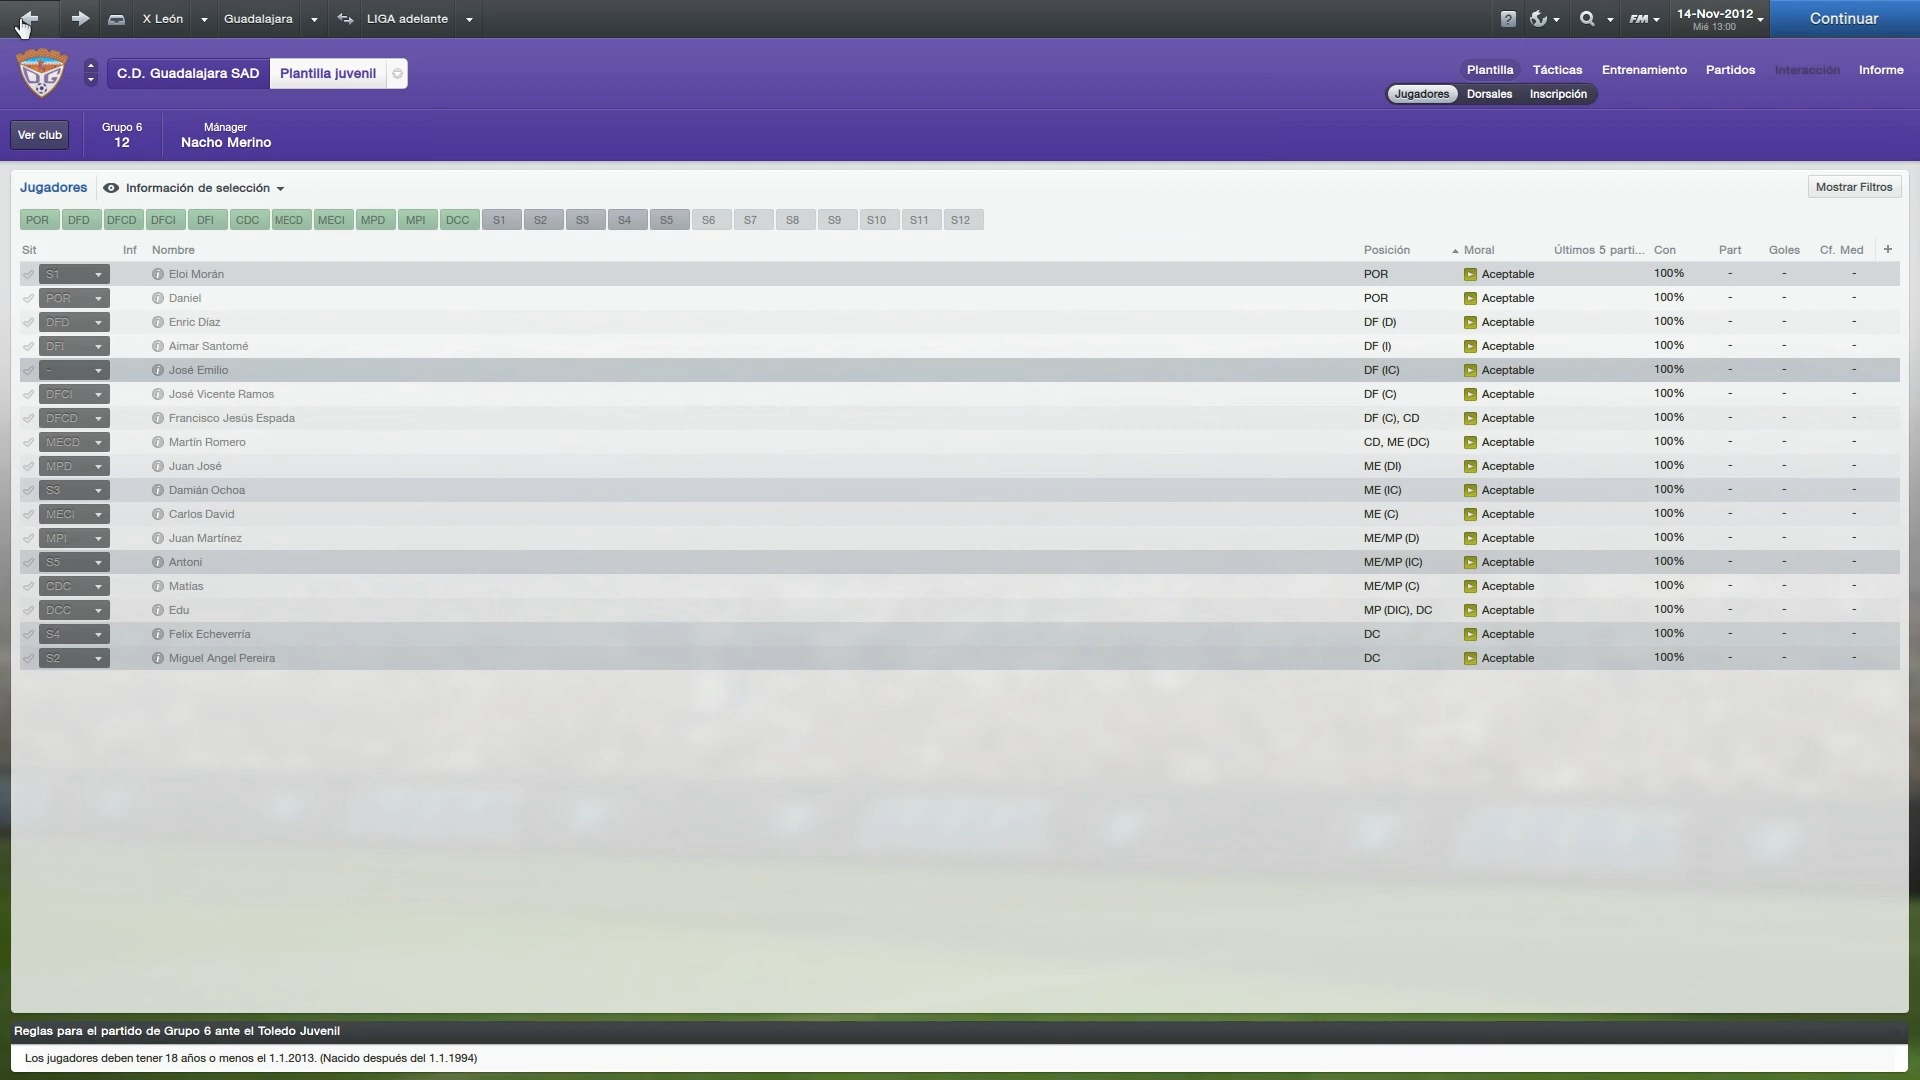 X León Guadalajara LIGA adelante ? FM 14-Nov-2012 Mié 13:00 Continuar
C.D. Guadalajara SAD Plantilla juvenil Plantilla Tácticas Entrenamiento Partidos Interacción Informe
Jugadores Dorsales Inscripción
Ver club Grupo 6 12 Mánager Nacho Merino
Jugadores Información de selección Mostrar Filtros
POR DFD DFCD DFCI DFI CDC MECD MECI MPD MPI DCC S1 S2 S3 S4 S5 S6 S7 S8 S9 S10 S11 S12
Sit Inf Nombre Posición Moral Últimos 5 parti... Con Part Goles Cf. Med +
S1 Eloi Morán POR Aceptable 100% - - -
POR Daniel POR Aceptable 100% - - -
DFD Enric Díaz DF (D) Aceptable 100% - - -
DFI Aimar Santomé DF (I) Aceptable 100% - - -
- José Emilio DF (IC) Aceptable 100% - - -
DFCI José Vicente Ramos DF (C) Aceptable 100% - - -
DFCD Francisco Jesús Espada DF (C), CD Aceptable 100% - - -
MECD Martín Romero CD, ME (DC) Aceptable 100% - - -
MPD Juan José ME (DI) Aceptable 100% - - -
S3 Damián Ochoa ME (IC) Aceptable 100% - - -
MECI Carlos David ME (C) Aceptable 100% - - -
MPI Juan Martínez ME/MP (D) Aceptable 100% - - -
S5 Antoni ME/MP (IC) Aceptable 100% - - -
CDC Matías ME/MP (C) Aceptable 100% - - -
DCC Edu MP (DIC), DC Aceptable 100% - - -
S4 Felix Echeverría DC Aceptable 100% - - -
S2 Miguel Angel Pereira DC Aceptable 100% - - -
Reglas para el partido de Grupo 6 ante el Toledo Juvenil
Los jugadores deben tener 18 años o menos el 1.1.2013. (Nacido después del 1.1.1994)